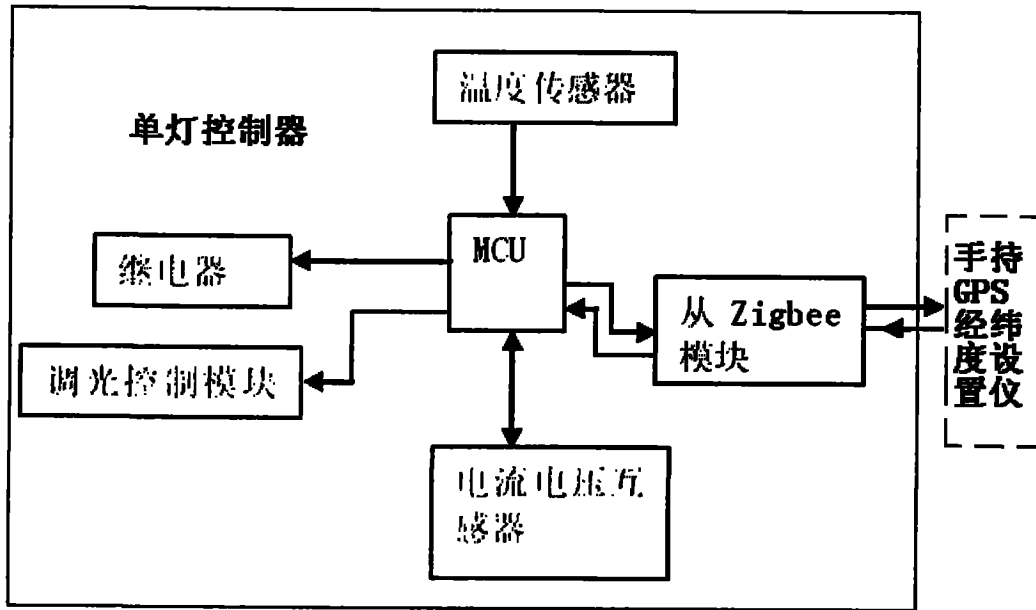 温度传感器
单灯控制器
MCU
继电器
从 Zigbee
模块
手持
GPS
经纬
度设
置仪
调光控制模块
电流电压互
感器